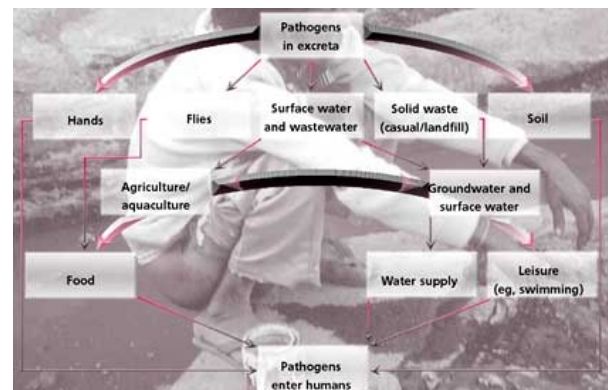 Pathogens
in excreta
Hands
Flies
Surface water
and wastewater
Solid waste
(casual/landfill)
Soil
Agriculture/
aquaculture
Groundwater and
surface water
Food
Water supply
Leisure
(eg, swimming)
Pathogens
enter humans